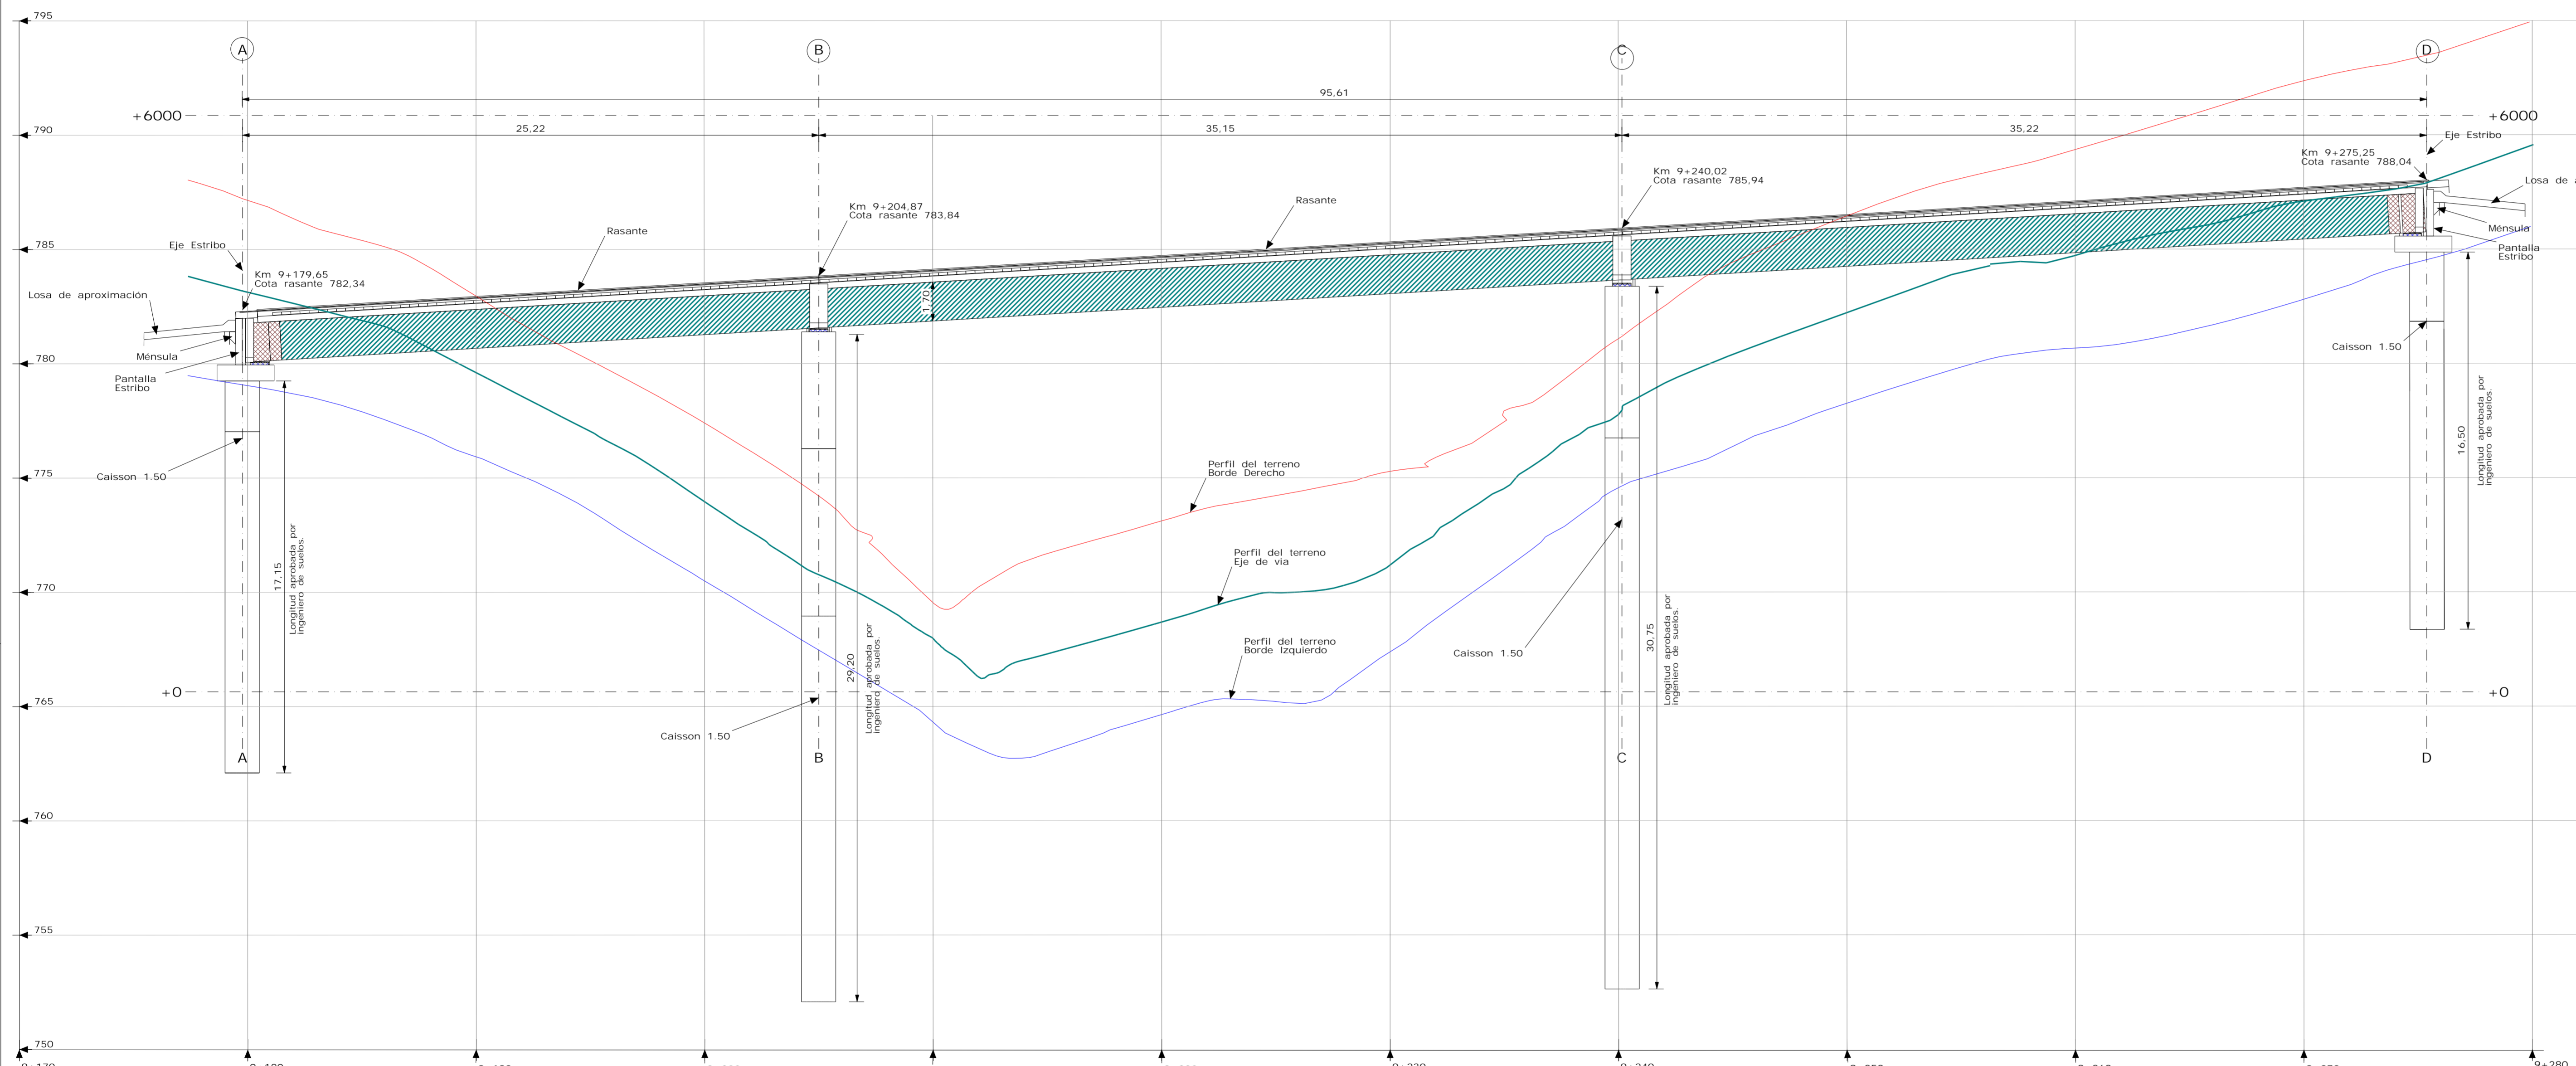 795
A
B
C
D
95,61
+6000
+6000
790
25,22
35,15
35,22
Eje Estribo
Km 9+275,25
Cota rasante 788,04
Km 9+240,02
Cota rasante 785,94
Losa de
Rasante
Km 9+204,87
Cota rasante 783,84
Rasante
Ménsula
Eje Estribo
785
Pantalla
Estribo
Km 9+179,65
Cota rasante 782,34
Losa de aproximación
1,70
Ménsula
Caisson 1.50
780
Pantalla
Estribo
Caisson 1.50
775
Perfil del terreno
Borde Derecho
16,50
Longitud aprobada por
ingeniero de suelos.
17,15
Longitud aprobada por
ingeniero de suelos.
Perfil del terreno
Eje de via
770
29,20
Longitud aprobada por
ingeniero de suelos.
Perfil del terreno
Borde Izquierdo
Caisson 1.50
30,75
Longitud aprobada por
ingeniero de suelos.
+0
+0
765
Caisson 1.50
A
B
C
D
760
755
750
9+280